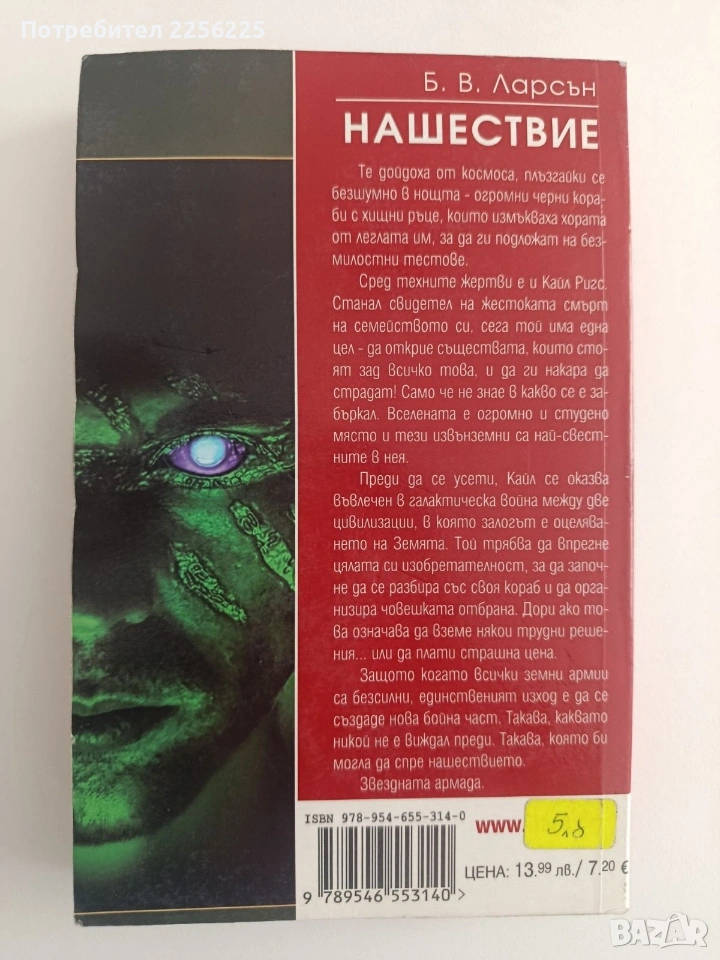 Потребител 2256225
Б. В. Ларсън
НАШЕСТВИЕ
Те дойдоха от космоса, плъзгайки се
безшумно в нощта - огромни черни кора-
би с хищни ръце, които измъкваха хората
от леглата им, за да ги подложат на без-
милостни тестове.
Сред техните жертви е и Кайл Ригс.
Станал свидетел на жестоката смърт
на семейството си, сега той има една
цел - да открие съществата, които сто-
ят зад всичко това, и да ги накара да
страдат! Само че не знае в какво се е за-
бъркал. Вселената е огромно и студено
място и тези извънземни са най-свест-
ните в нея.
Преди да се усети, Кайл се оказва
въвлечен в галактическа война между две
цивилизации, в която залогът е оцелява-
нето на Земята. Той трябва да впрегне
цялата си изобретателност, за да започ-
не да се разбира със своя кораб и да орга-
низира човешката отбрана. Дори ако то-
ва означава да вземе някои трудни реше-
ния... или да плати страшна цена.
Защото когато всички земни армии
са безсилни, единственият изход е да се
създаде нова бойна част. Такава, каквато
никой не е виждал преди. Такава, която би
могла да спре нашествието.
Звездната армада.
ISBN 978-954-655-314-0
www.
5лв
ЦЕНА: 13.99 лв./ 7.20 €
9 789546 553140 >
BAZAR